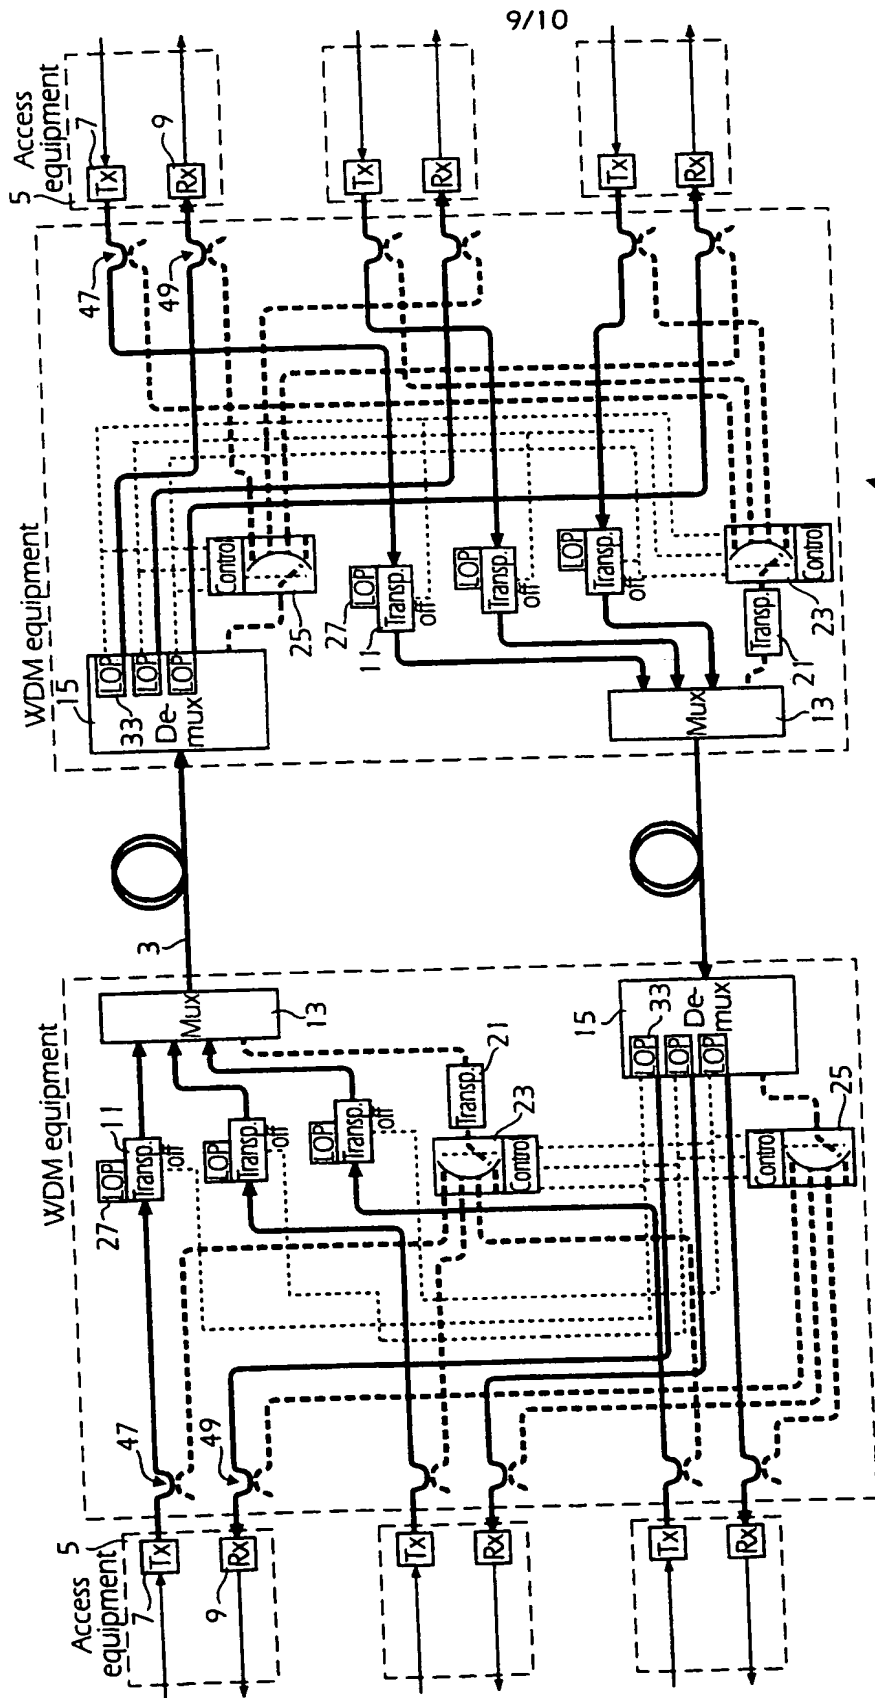 9/10
Access
equipment
5
7
Tx
9
Rx
Tx
Rx
Tx
Rx
47
49
WDM equipment
15
LOP
LOP
LOP
33
De-
mux
Control
25
27
LOP
Transp.
off
11
LOP
Transp.
off
LOP
Transp.
off
Control
23
Transp.
21
Mux
13
3
WDM equipment
Mux
13
27
LOP
Transp.
11
off
LOP
Transp.
off
LOP
Transp.
off
Transp.
21
23
Control
15
LOP
33
LOP
LOP
De-
mux
Control
25
47
49
Access
equipment
5
7
Tx
9
Rx
Tx
Rx
Tx
Rx